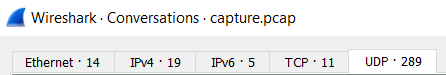 Wireshark · Conversations · capture.pcap
Ethernet · 14 IPv4 · 19 IPv6 · 5 TCP · 11 UDP · 289